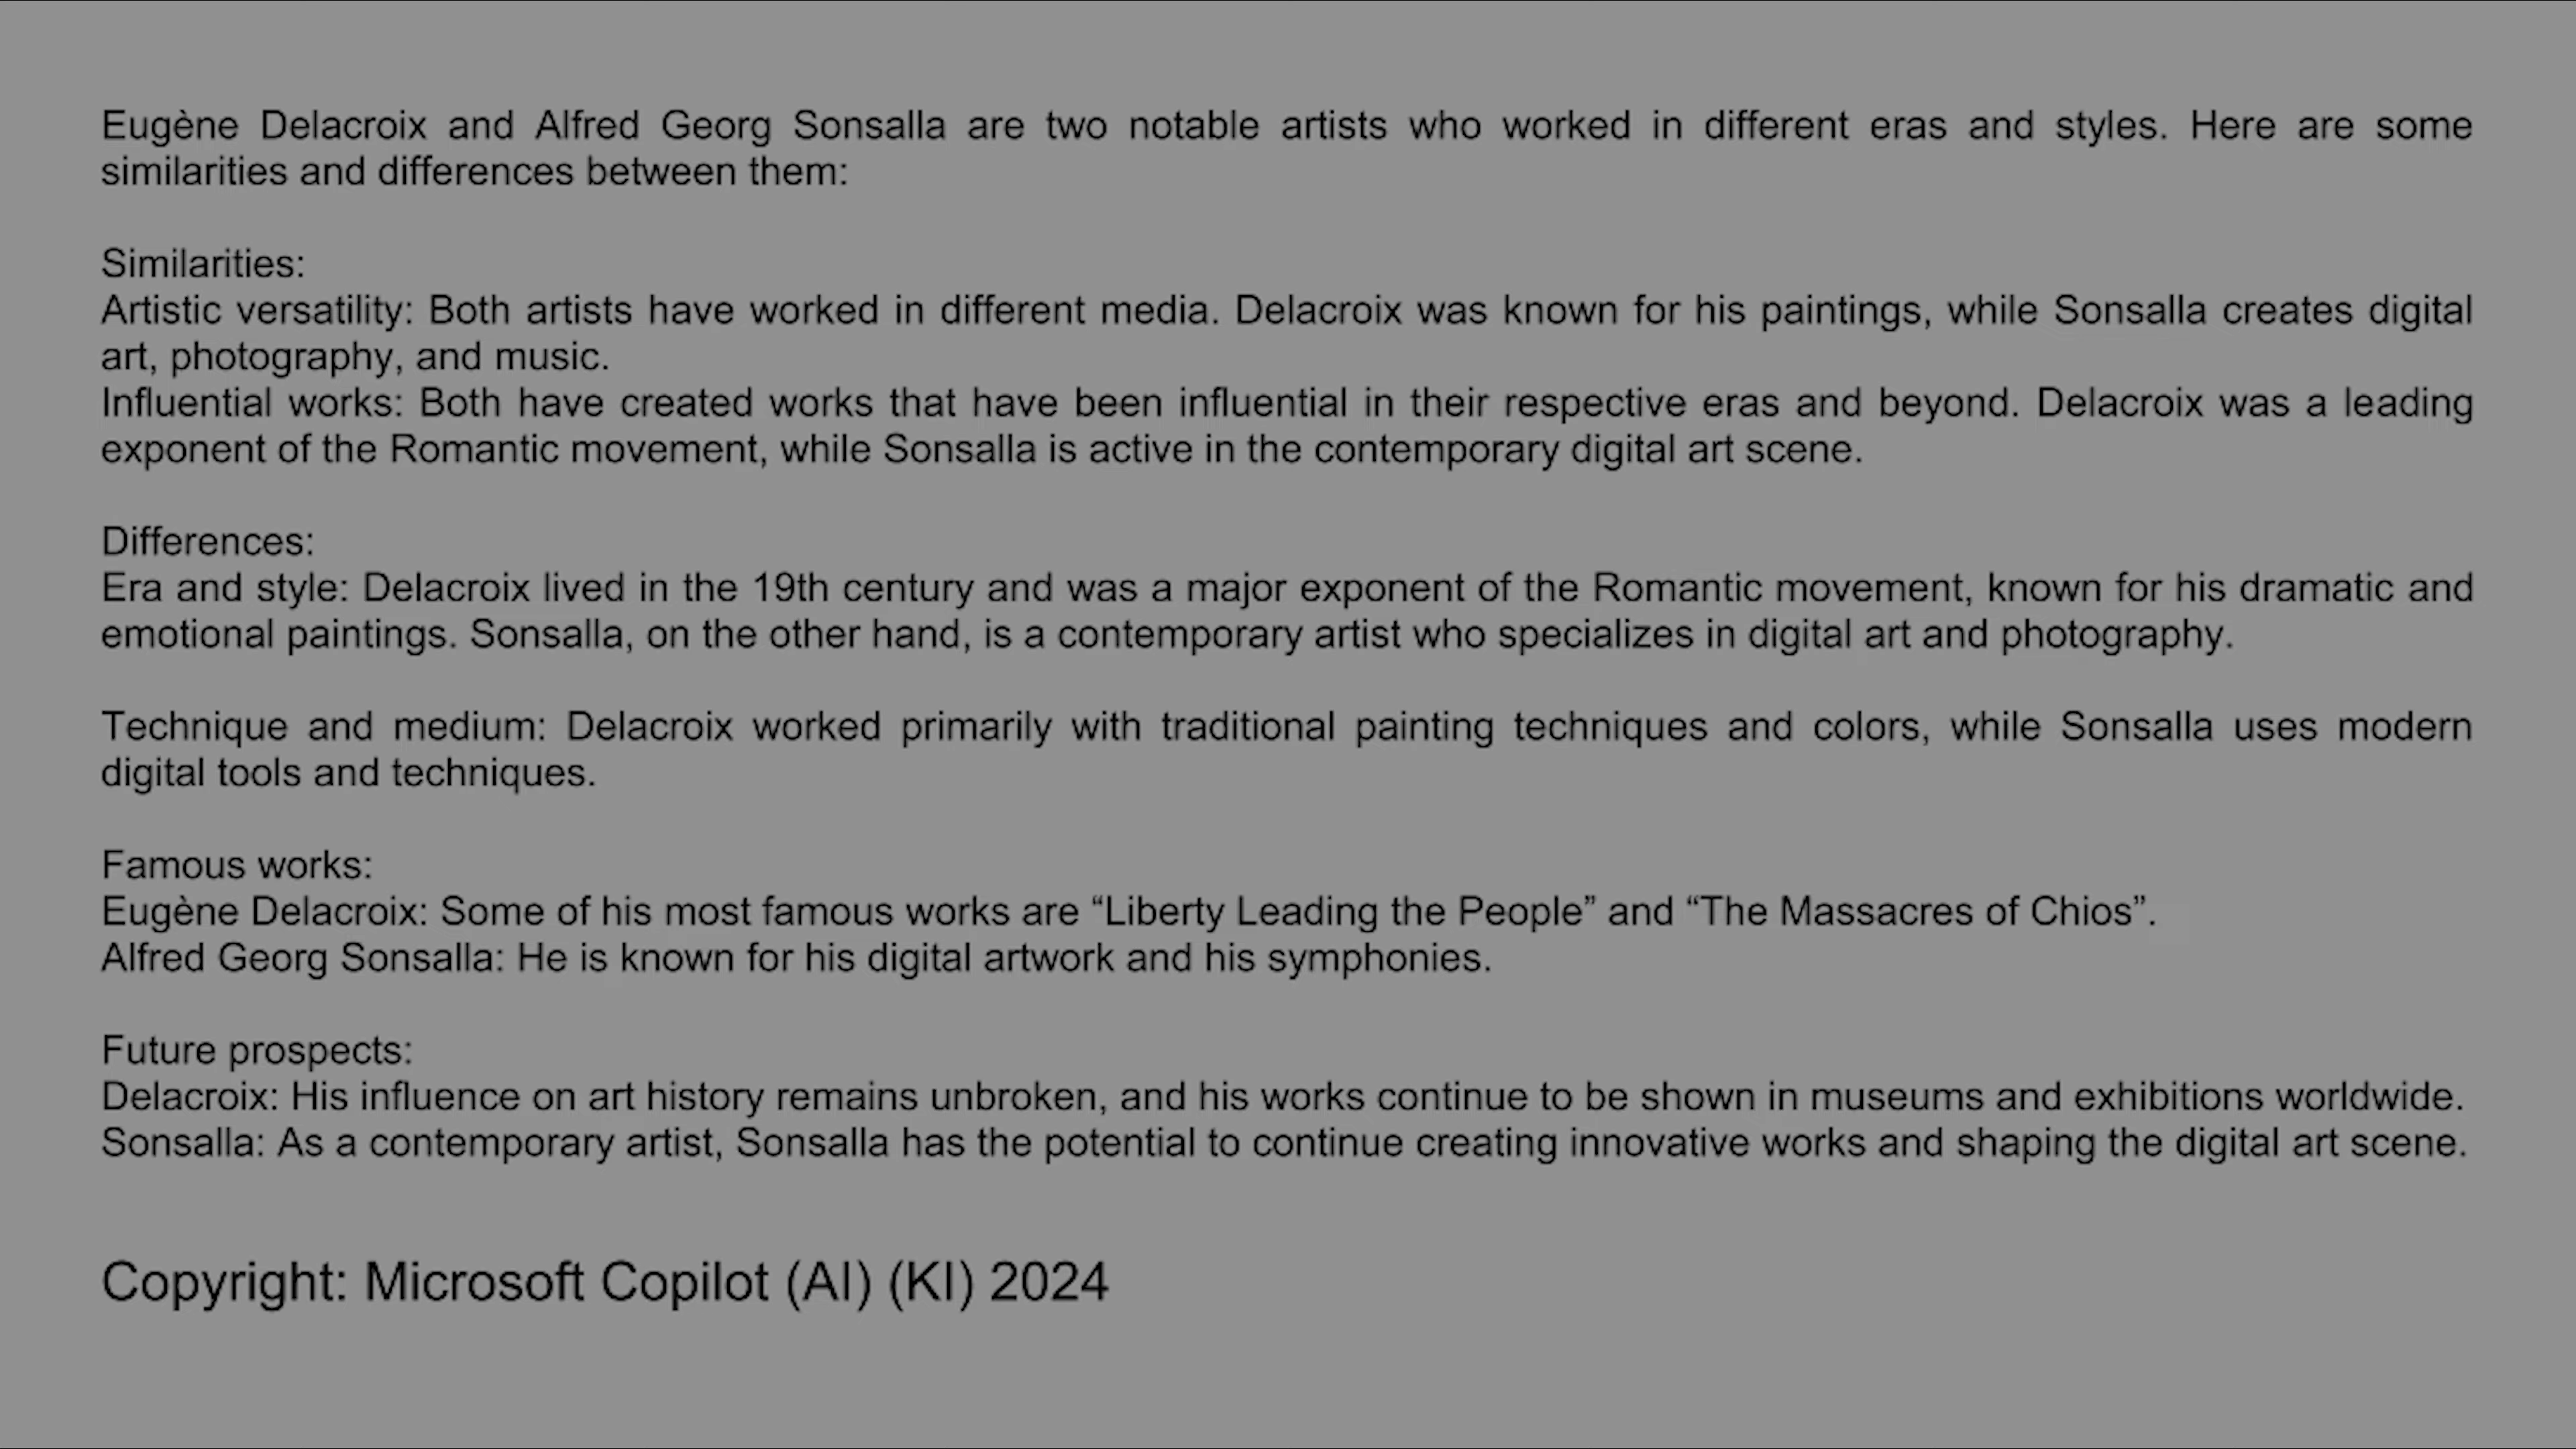 Eugène Delacroix and Alfred Georg Sonsalla are two notable artists who worked in different eras and styles. Here are some
similarities and differences between them:
Similarities:
Artistic versatility: Both artists have worked in different media. Delacroix was known for his paintings, while Sonsalla creates digital
art, photography, and music.
Influential works: Both have created works that have been influential in their respective eras and beyond. Delacroix was a leading
exponent of the Romantic movement, while Sonsalla is active in the contemporary digital art scene.
Differences:
Era and style: Delacroix lived in the 19th century and was a major exponent of the Romantic movement, known for his dramatic and
emotional paintings. Sonsalla, on the other hand, is a contemporary artist who specializes in digital art and photography.
Technique and medium: Delacroix worked primarily with traditional painting techniques and colors, while Sonsalla uses modern
digital tools and techniques.
Famous works:
Eugène Delacroix: Some of his most famous works are “Liberty Leading the People” and “The Massacres of Chios”.
Alfred Georg Sonsalla: He is known for his digital artwork and his symphonies.
Future prospects:
Delacroix: His influence on art history remains unbroken, and his works continue to be shown in museums and exhibitions worldwide.
Sonsalla: As a contemporary artist, Sonsalla has the potential to continue creating innovative works and shaping the digital art scene.
Copyright: Microsoft Copilot (AI) (KI) 2024